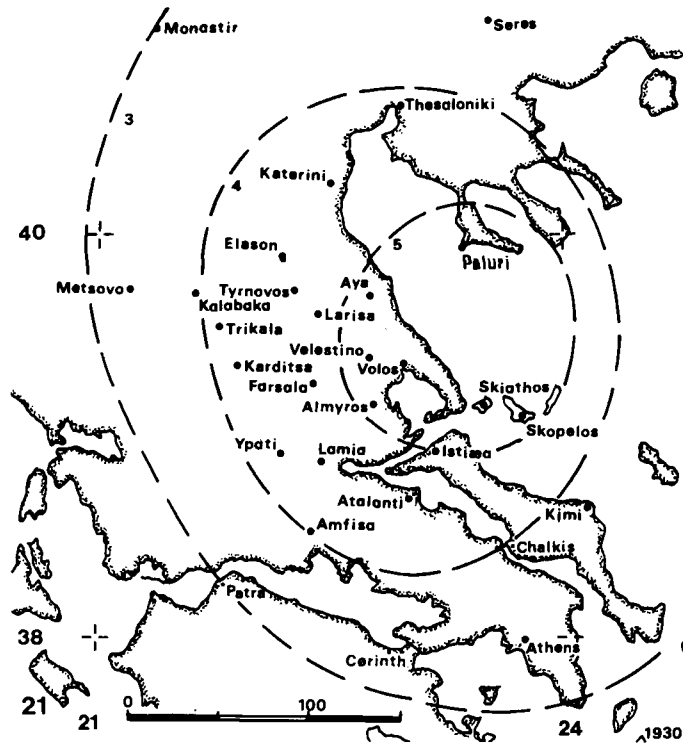 Monastir
Seres
3
Thesaloniki
4
Katerini
40
5
Elason
Paluri
Metsovo
Tyrnovos
Aya
Kalabaka
Larisa
Trikala
Velestino
Karditsa
Volos
Farsala
Skiathos
Almyros
Skopelos
Ypati
Lamia
Istiea
Atalanti
Kimi
Amfisa
Chalkis
Patra
38
Athens
Corinth
21
0
100
21
24
1930